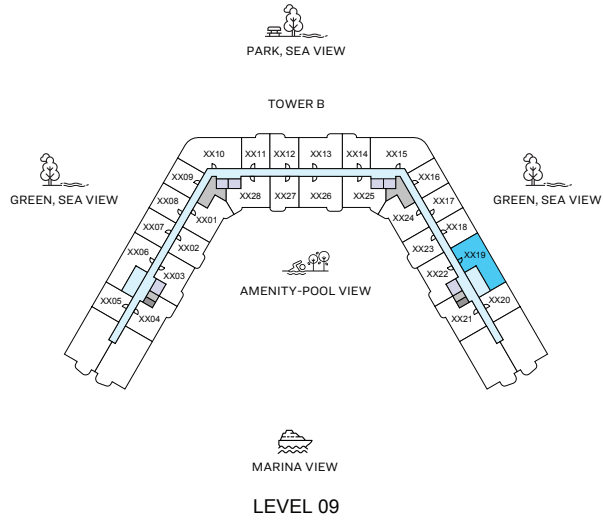 PARK, SEA VIEW
TOWER B
XX10 XX11 XX12 XX13 XX14 XX15
XX09 XX16
XX28 XX27 XX26 XX25
GREEN, SEA VIEW
GREEN, SEA VIEW
XX08 XX17
XX01 XX24
XX07 XX18
XX02 XX23
XX06 XX19
XX03 XX22
AMENITY-POOL VIEW
XX05 XX20
XX04 XX21
MARINA VIEW
LEVEL 09